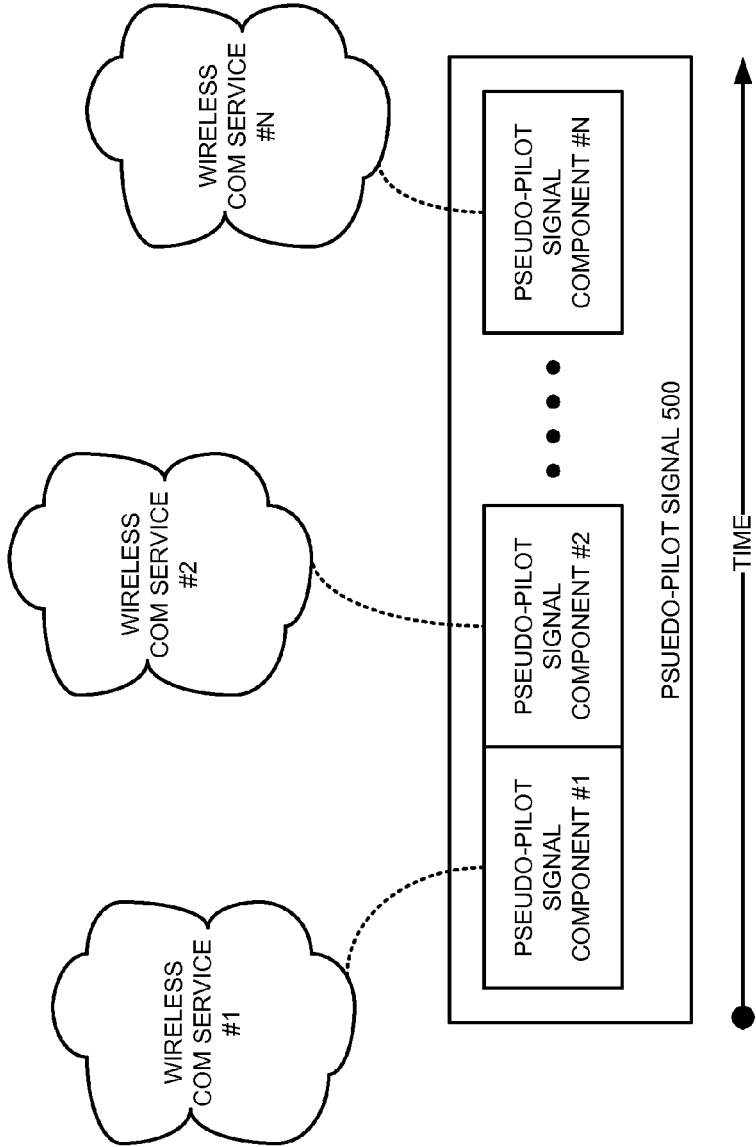 WIRELESS
COM SERVICE
#1
WIRELESS
COM SERVICE
#2
WIRELESS
COM SERVICE
#N
PSEUDO-PILOT
SIGNAL
COMPONENT #1
PSEUDO-PILOT
SIGNAL
COMPONENT #2
PSEUDO-PILOT
SIGNAL
COMPONENT #N
PSUEDO-PILOT SIGNAL 500
TIME